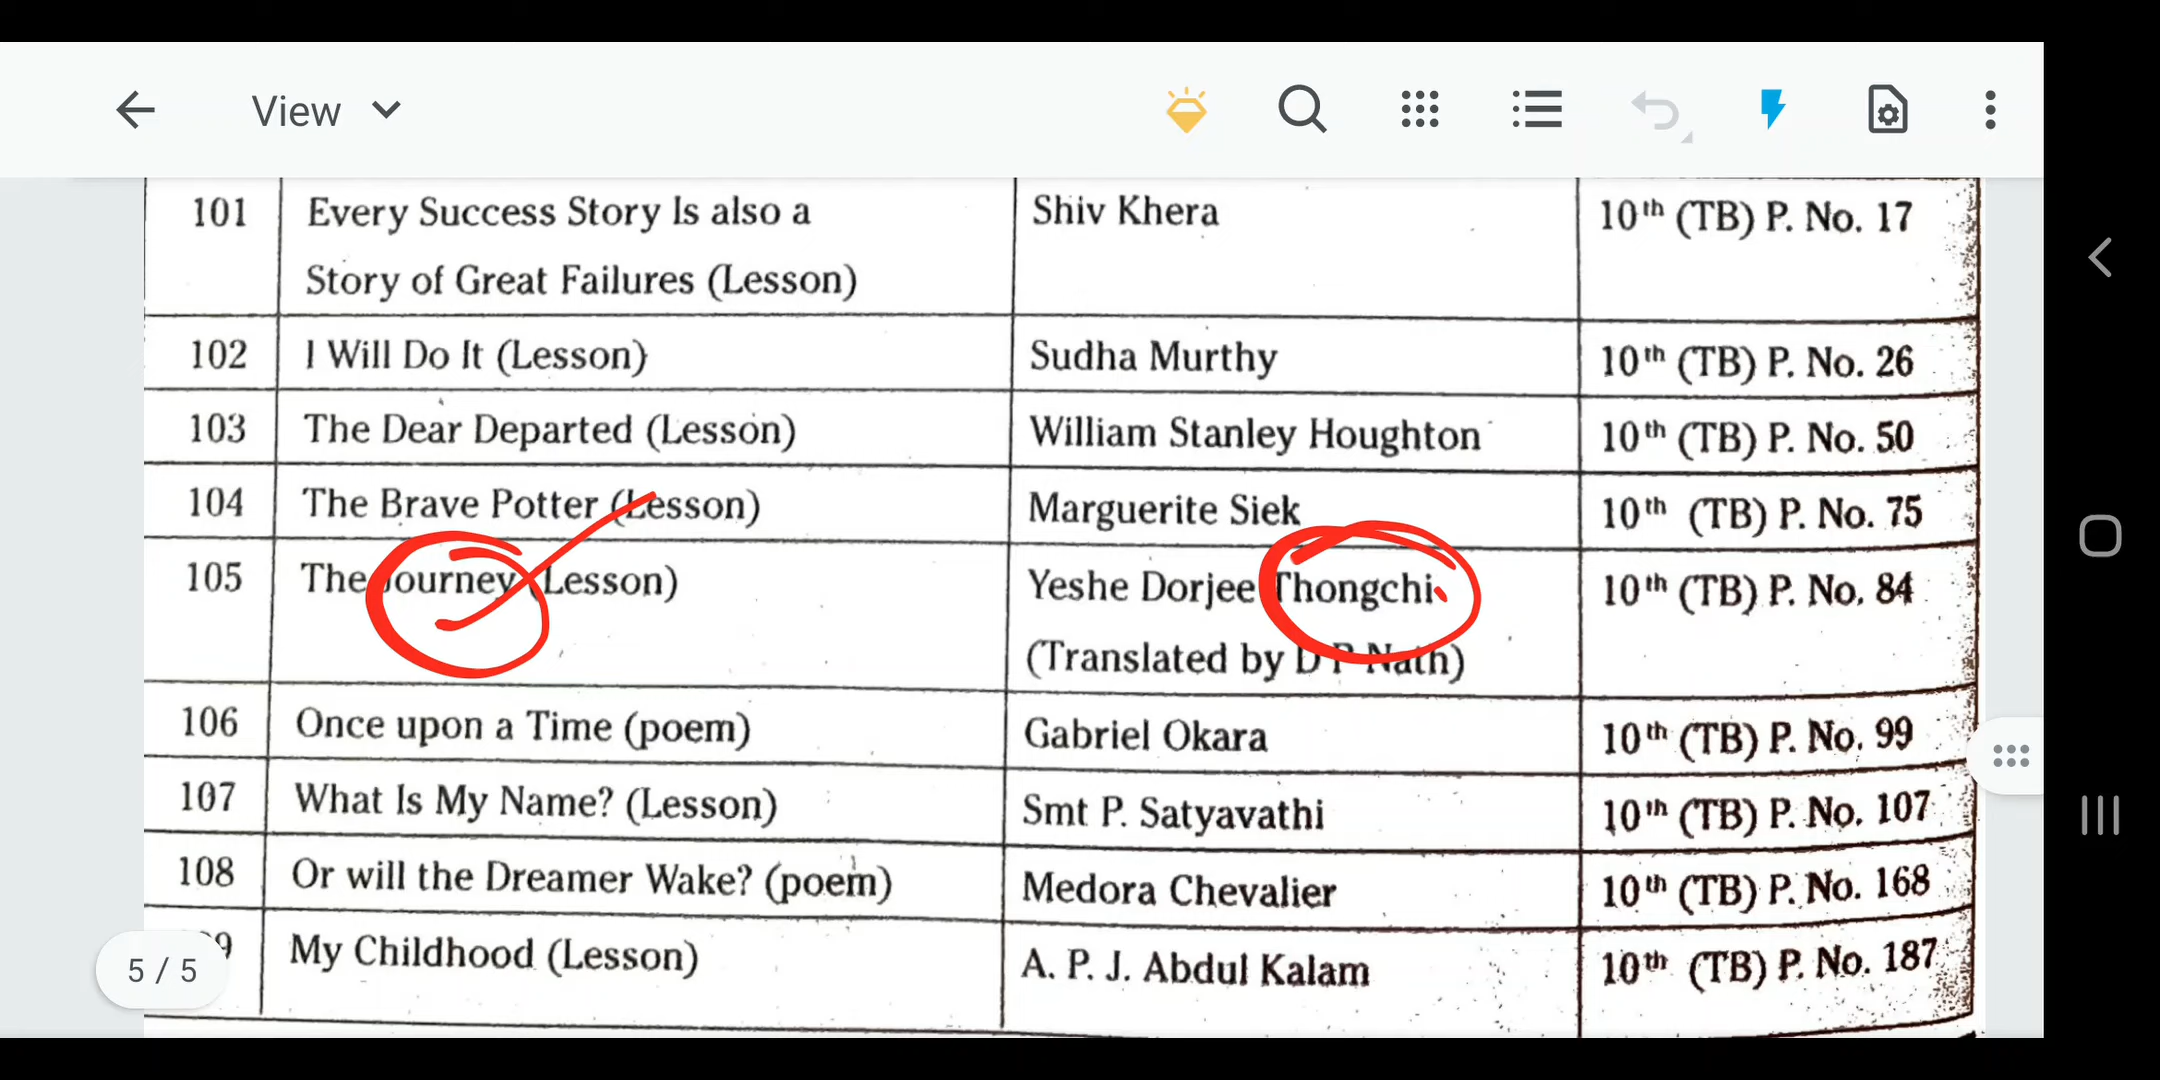 View
101 Every Success Story Is also a Shiv Khera 10th (TB) P. No. 17
Story of Great Failures (Lesson)
102 I Will Do It (Lesson) Sudha Murthy 10th (TB) P. No. 26
103 The Dear Departed (Lesson) William Stanley Houghton 10th (TB) P. No. 50
104 The Brave Potter (Lesson) Marguerite Siek 10th (TB) P. No. 75
105 The Journey (Lesson) Yeshe Dorjee Thongchi 10th (TB) P. No. 84
(Translated by D P Nath)
106 Once upon a Time (poem) Gabriel Okara 10th (TB) P. No. 99
107 What Is My Name? (Lesson) Smt P. Satyavathi 10th (TB) P. No. 107
108 Or will the Dreamer Wake? (poem) Medora Chevalier 10th (TB) P. No. 168
9 My Childhood (Lesson) A. P. J. Abdul Kalam 10th (TB) P. No. 187
5 / 5